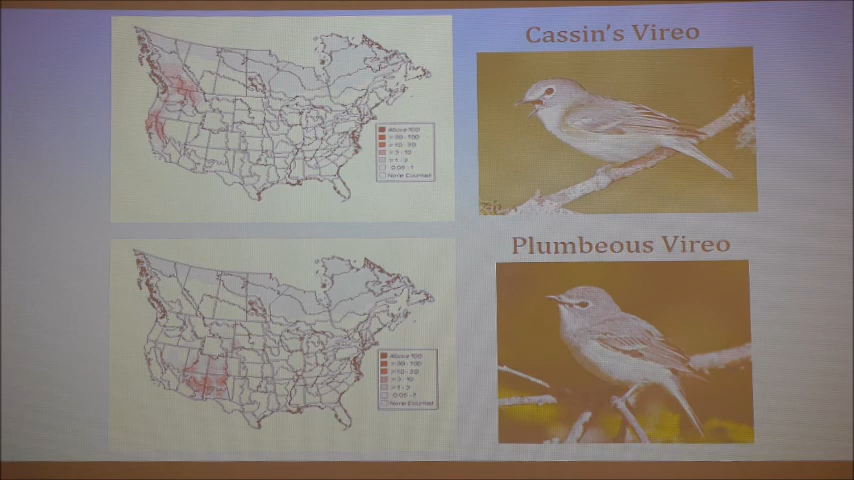 Cassin's Vireo
Above 100
>30 - 100
>10 - 30
>3 - 10
>1 - 3
0.05 - 1
None Counted
Plumbeous Vireo
Above 100
>30 - 100
>10 - 30
>3 - 10
>1 - 3
0.05 - 1
None Counted